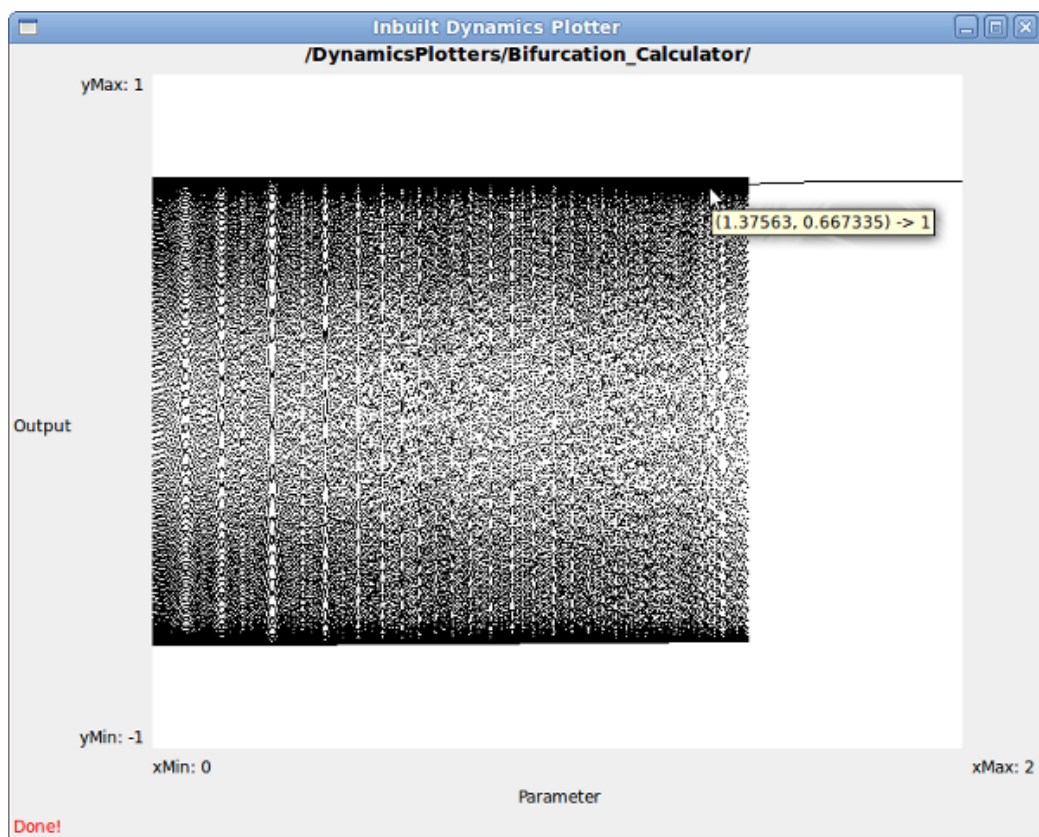 Inbuilt Dynamics Plotter
/DynamicsPlotters/Bifurcation_Calculator/
yMax: 1
(1.37563, 0.667335) -> 1
Output
yMin: -1
xMin: 0
xMax: 2
Parameter
Done!